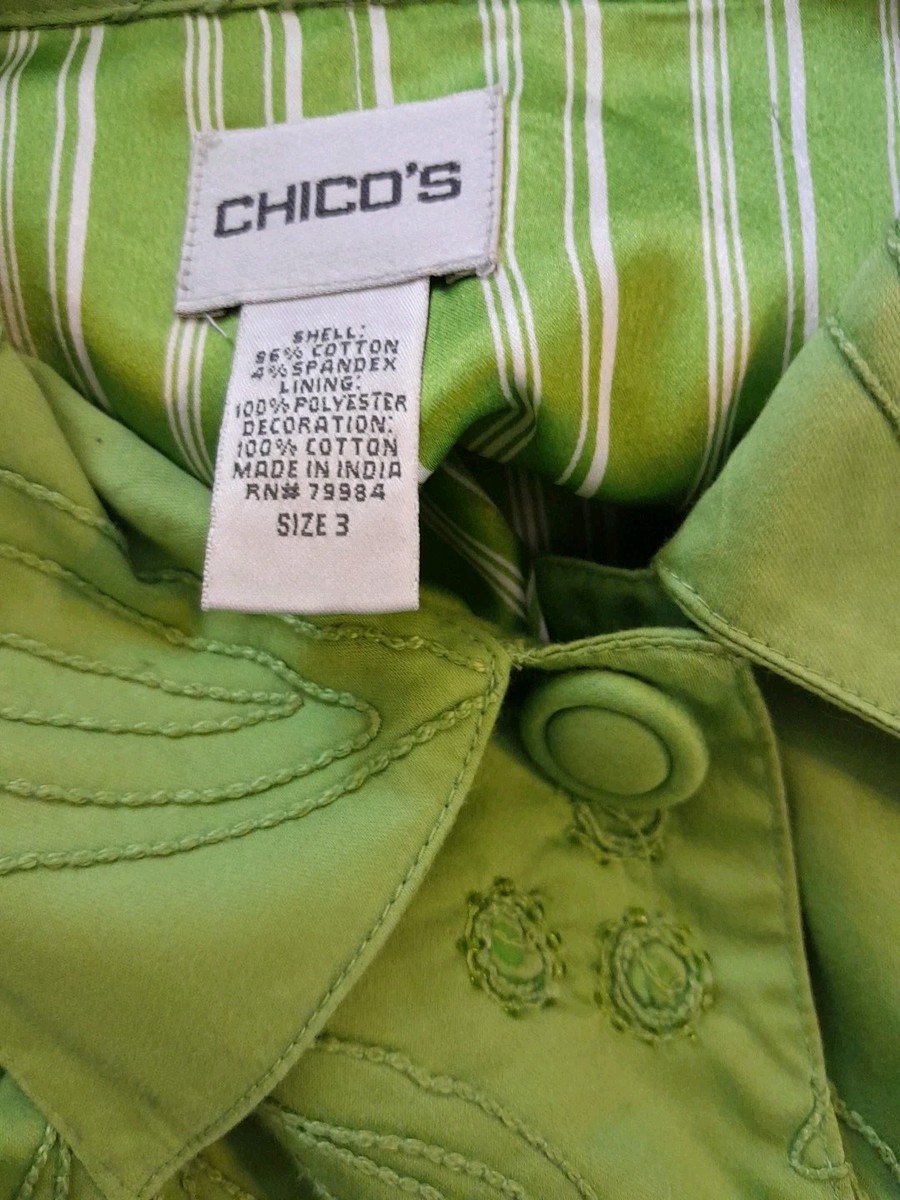 CHICO'S
SHELL:
96% COTTON
4% SPANDEX
LINING:
100% POLYESTER
DECORATION:
100% COTTON
MADE IN INDIA
RN# 79984
SIZE 3